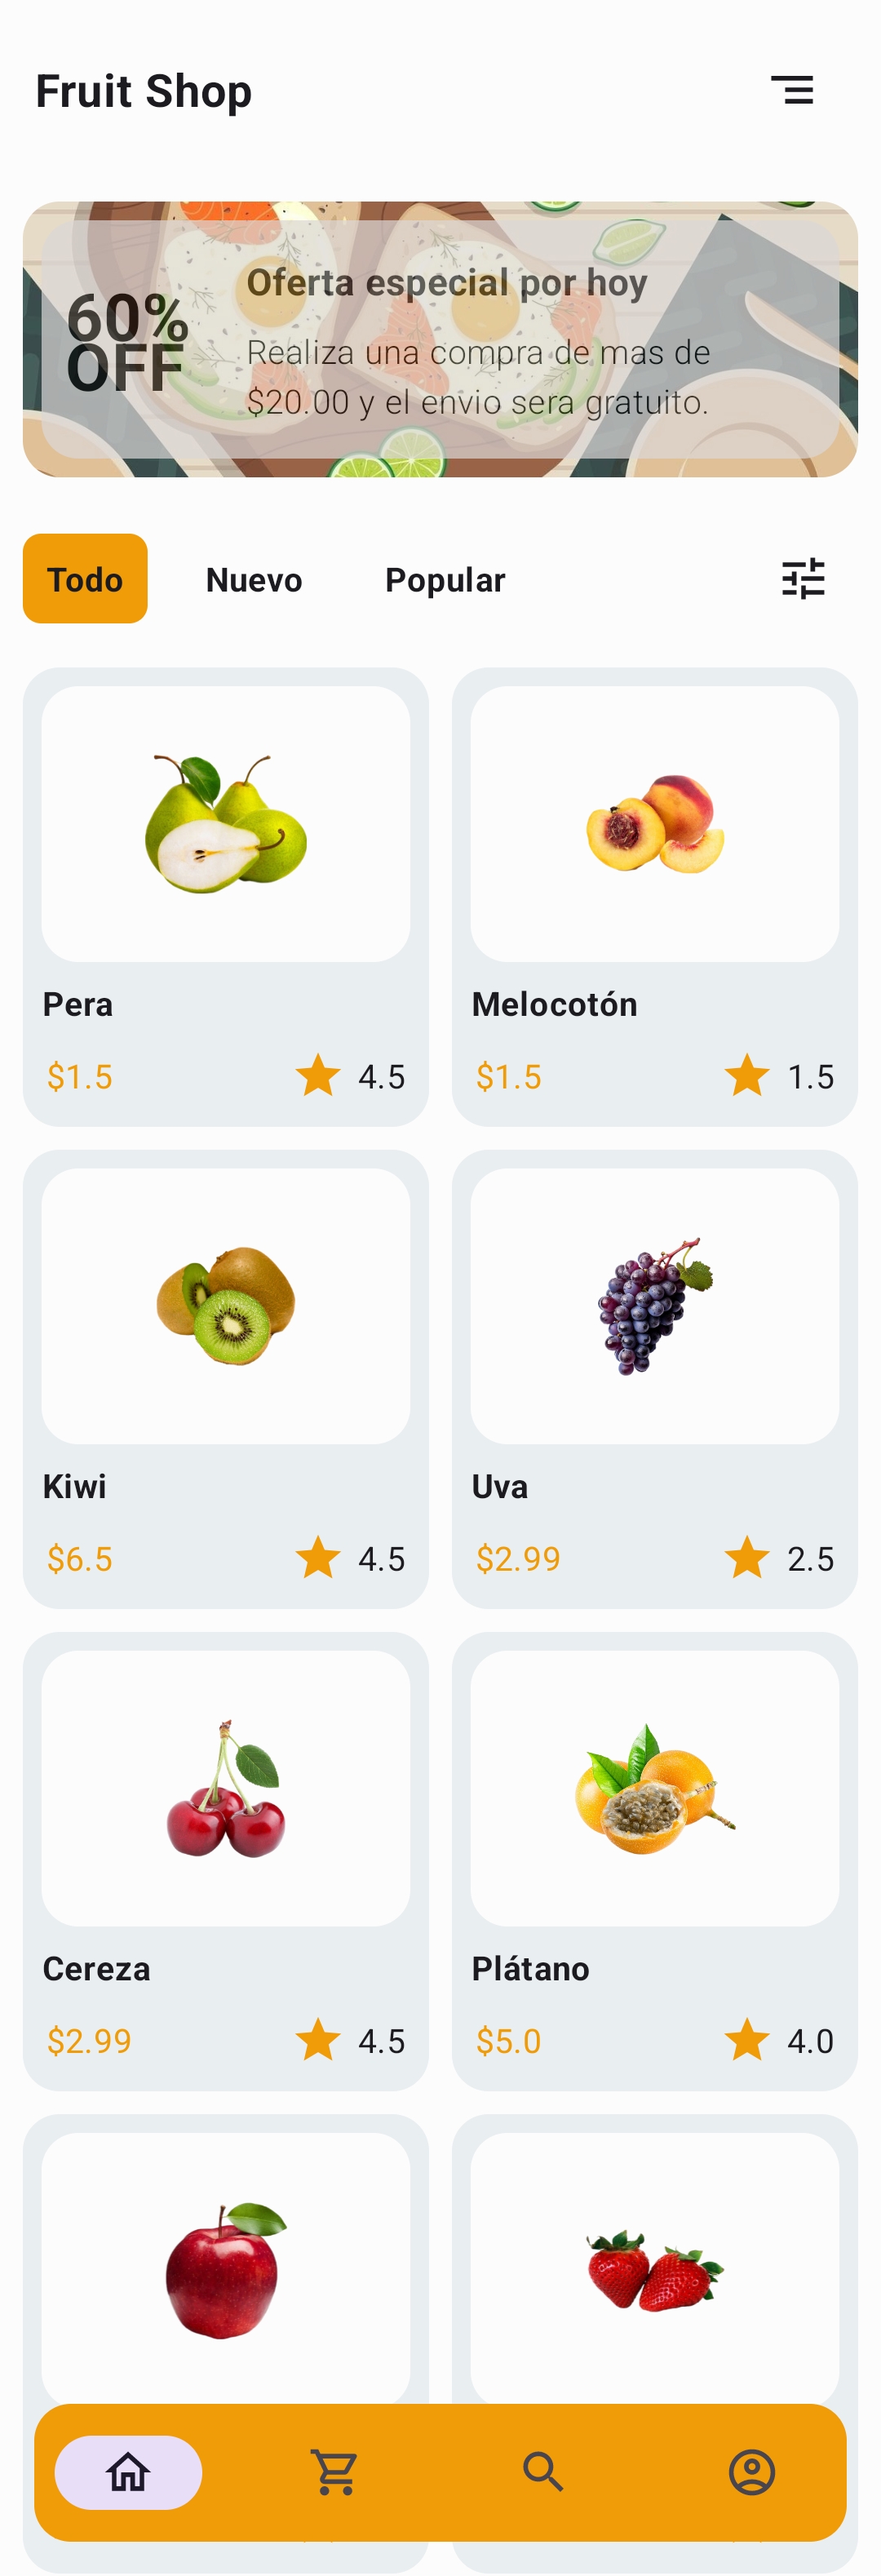 Fruit Shop
60%
OFF
Oferta especial por hoy
Realiza una compra de mas de
$20.00 y el envio sera gratuito.
Todo
Nuevo
Popular
Pera
$1.5
4.5
Melocotón
$1.5
1.5
Kiwi
$6.5
4.5
Uva
$2.99
2.5
Cereza
$2.99
4.5
Plátano
$5.0
4.0